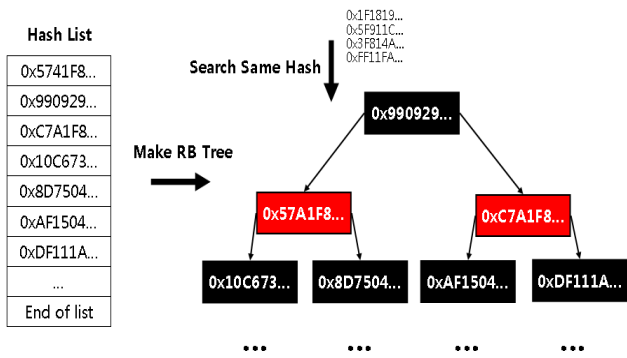 Hash List
0x5741F8...
0x990929...
0xC7A1F8...
0x10C673...
0x8D7504...
0xAF1504...
0xDF111A...
...
End of list
Make RB Tree
Search Same Hash
0x1F1819...
0x5F911C...
0x3F814A...
0xFF11FA...
0x990929...
0x57A1F8...
0xC7A1F8...
0x10C673...
0x8D7504...
0xAF1504...
0xDF111A...
... ... ... ...